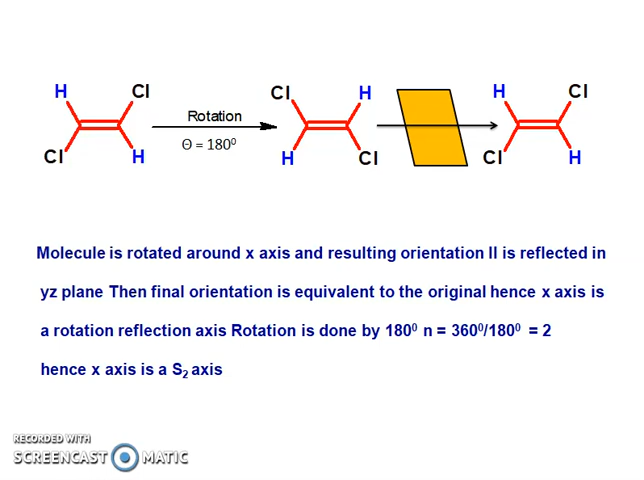 H Cl Cl H H Cl
Rotation
Θ = 180⁰
Cl H H Cl Cl H
Molecule is rotated around x axis and resulting orientation II is reflected in
yz plane Then final orientation is equivalent to the original hence x axis is
a rotation reflection axis Rotation is done by 180⁰ n = 360⁰/180⁰ = 2
hence x axis is a S₂ axis
RECORDED WITH
SCREENCAST MATIC